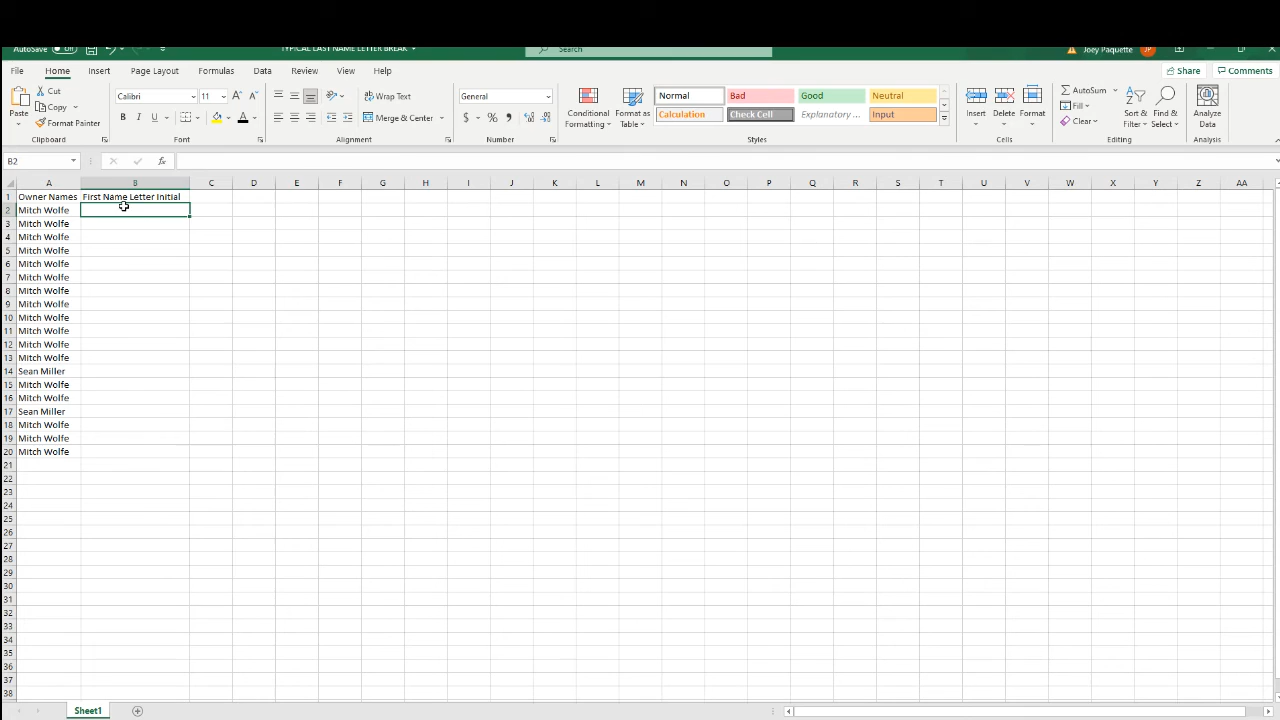 AutoSave Off TYPICAL LAST NAME LETTER BREAK Search Joey Paquette JP
File Home Insert Page Layout Formulas Data Review View Help Share Comments
Paste Cut Copy Format Painter Clipboard
Calibri 11 A A B I U A Font
Wrap Text Merge & Center Alignment
General $ % Number
Conditional Formatting Format as Table
Normal Bad Good Neutral
Calculation Check Cell Explanatory ... Input
Styles
Insert Delete Format Cells
AutoSum Fill Clear Sort & Filter Find & Select Editing
Analyze Data Analysis
B2 fx
A B C D E F G H I J K L M N O P Q R S T U V W X Y Z AA
1 Owner Names First Name Letter Initial
2 Mitch Wolfe
3 Mitch Wolfe
4 Mitch Wolfe
5 Mitch Wolfe
6 Mitch Wolfe
7 Mitch Wolfe
8 Mitch Wolfe
9 Mitch Wolfe
10 Mitch Wolfe
11 Mitch Wolfe
12 Mitch Wolfe
13 Mitch Wolfe
14 Sean Miller
15 Mitch Wolfe
16 Mitch Wolfe
17 Sean Miller
18 Mitch Wolfe
19 Mitch Wolfe
20 Mitch Wolfe
21
22
23
24
25
26
27
28
29
30
31
32
33
34
35
36
37
38
Sheet1